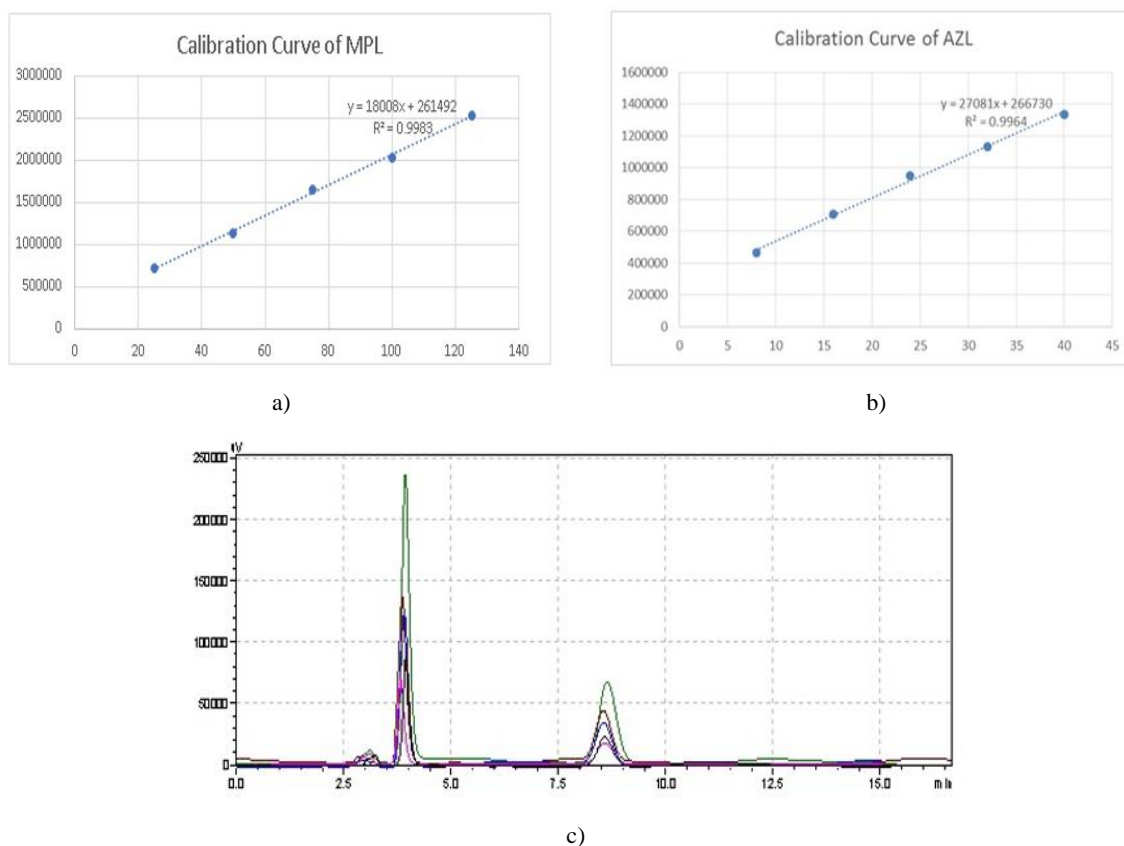 Calibration Curve of MPL
3000000
2500000
2000000
1500000
1000000
500000
0
y = 18008x + 261492
R² = 0.9983
0 20 40 60 80 100 120 140
a)
Calibration Curve of AZL
1600000
1400000
1200000
1000000
800000
600000
400000
200000
0
y = 27081x + 266730
R² = 0.9964
0 5 10 15 20 25 30 35 40 45
b)
250000
200000
150000
100000
50000
0
0.0 2.5 5.0 7.5 10.0 12.5 15.0 min
c)